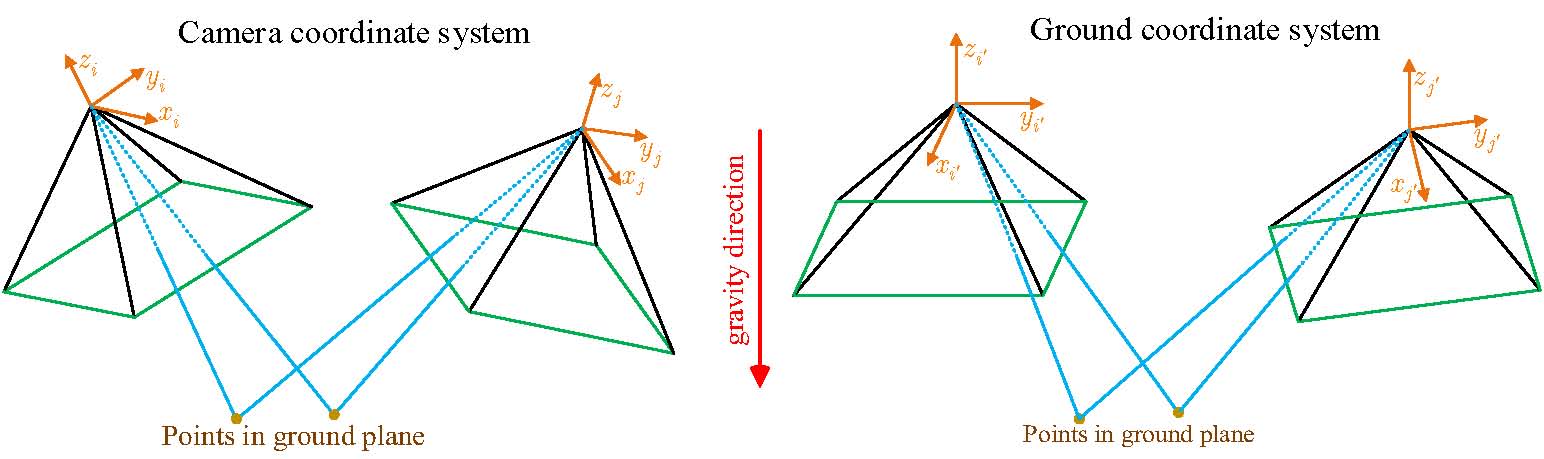 Camera coordinate system
Ground coordinate system
z_i
y_i
x_i
z_j
y_j
x_j
gravity direction
z_{i'}
y_{i'}
x_{i'}
z_{j'}
y_{j'}
x_{j'}
Points in ground plane
Points in ground plane